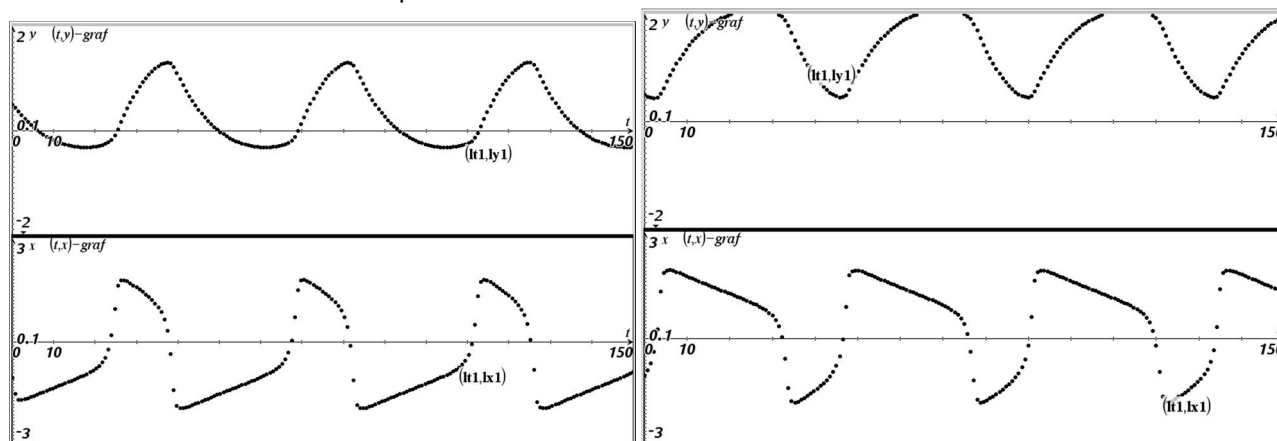 2 y (t,y)-graf
0.1
0 10
t
150
(lt1,ly1)
-2
3 x (t,x)-graf
0.1
0 10
t
150
(lt1,lx1)
-3
2 y (t,y)-graf
(lt1,ly1)
0.1
0 10
t
150
-2
3 x (t,x)-graf
0.1
0 10
t
150
(lt1,lx1)
-3